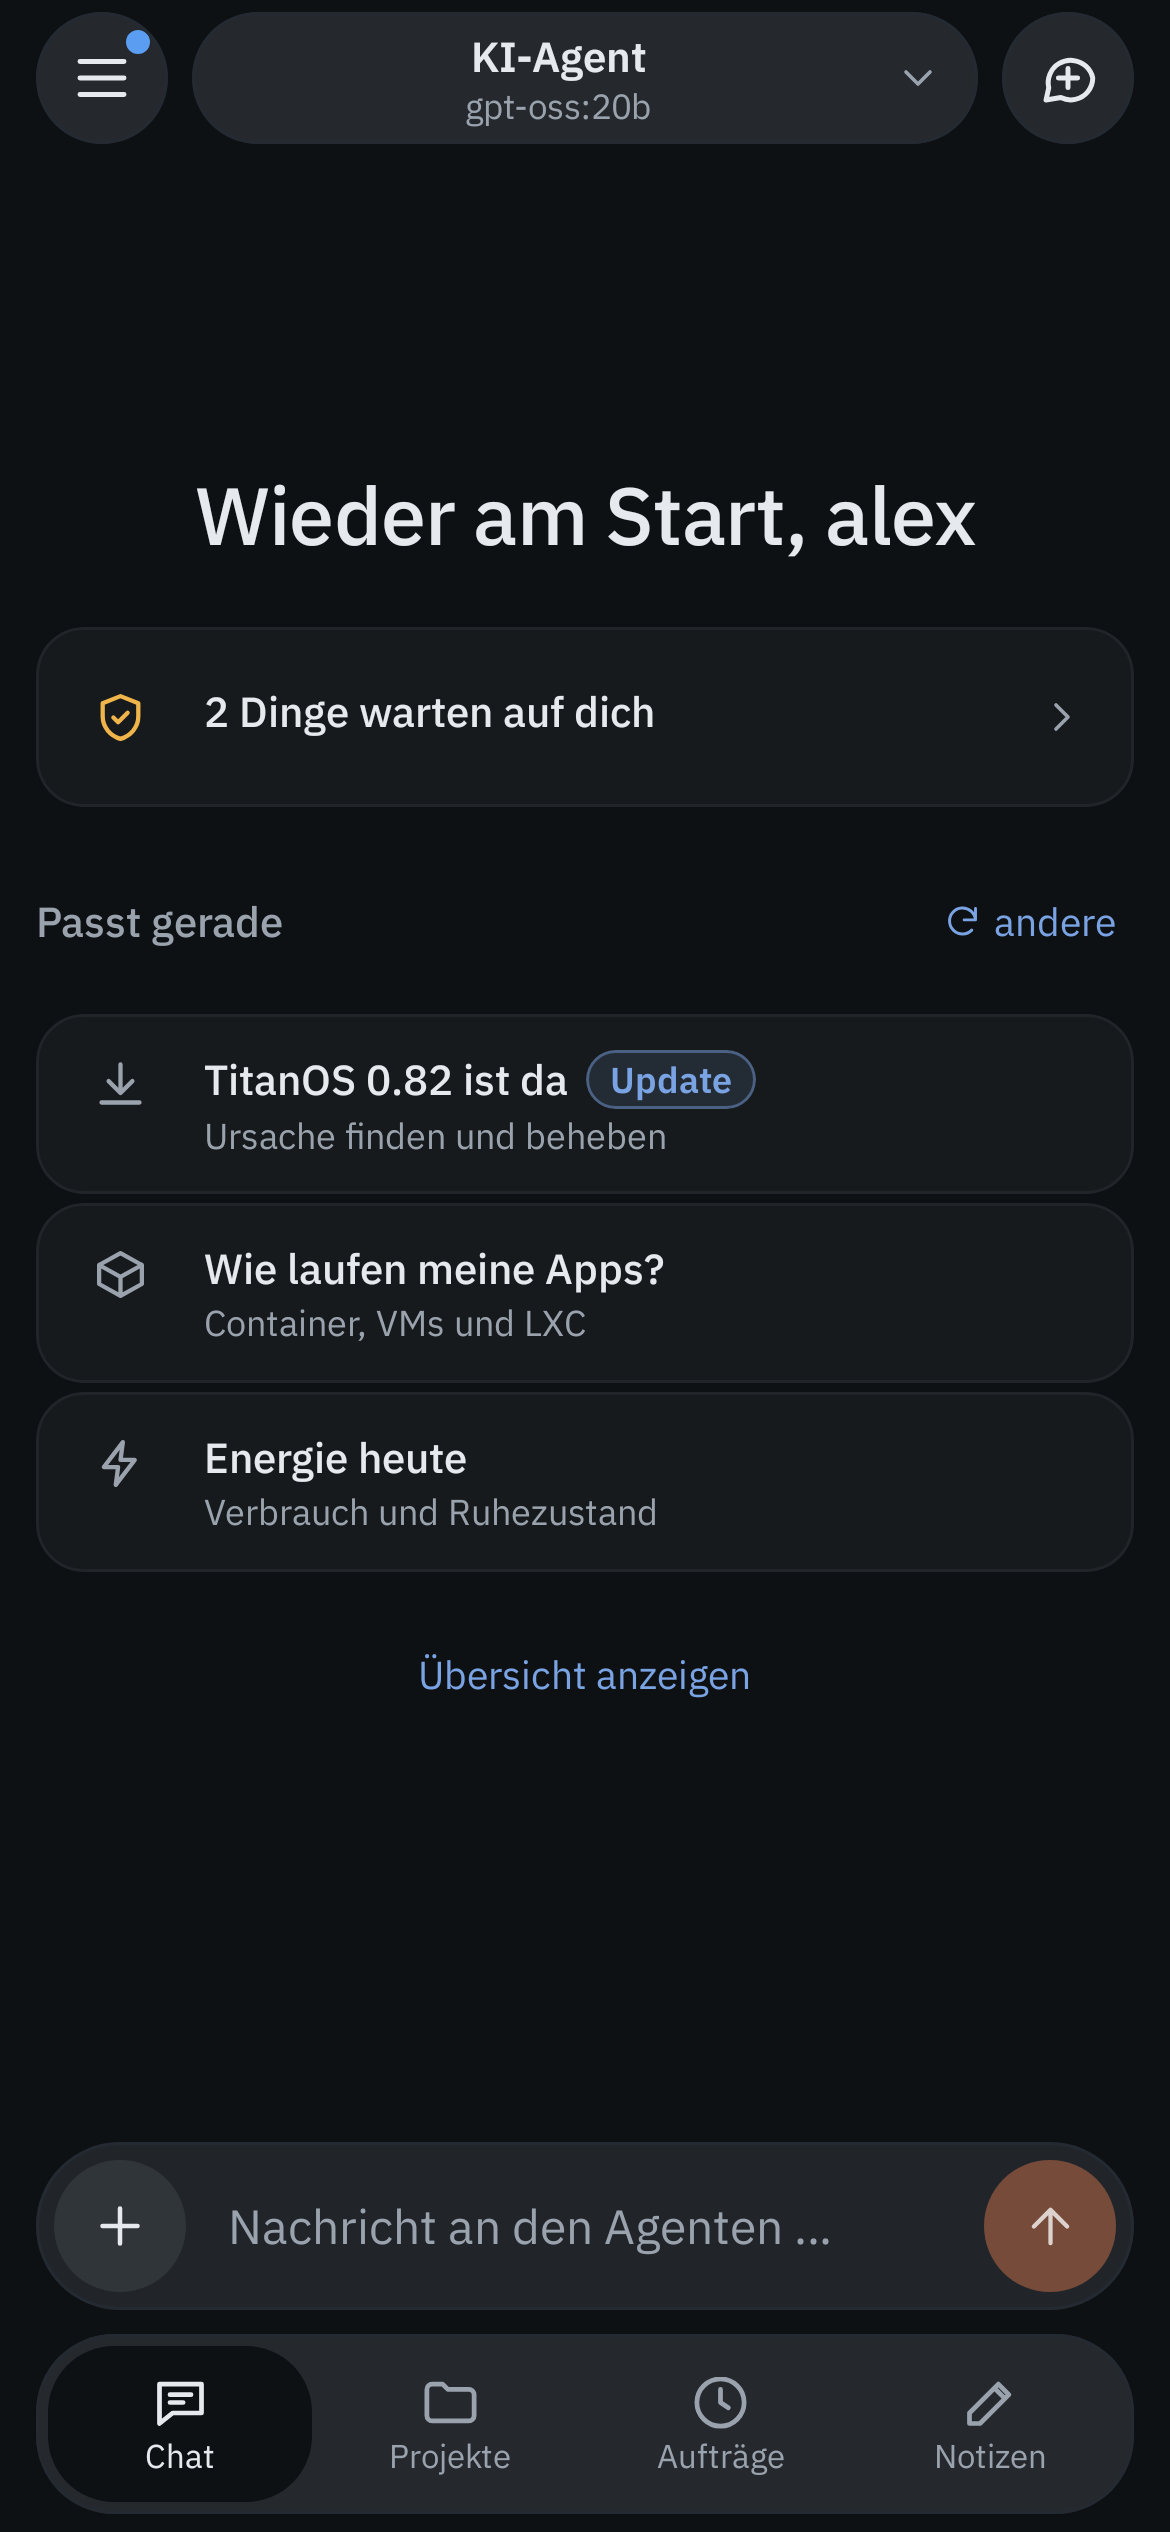 KI-Agent
gpt-oss:20b
Wieder am Start, alex
2 Dinge warten auf dich
Passt gerade
andere
TitanOS 0.82 ist da Update
Ursache finden und beheben
Wie laufen meine Apps?
Container, VMs und LXC
Energie heute
Verbrauch und Ruhezustand
Übersicht anzeigen
Nachricht an den Agenten ...
Chat Projekte Aufträge Notizen